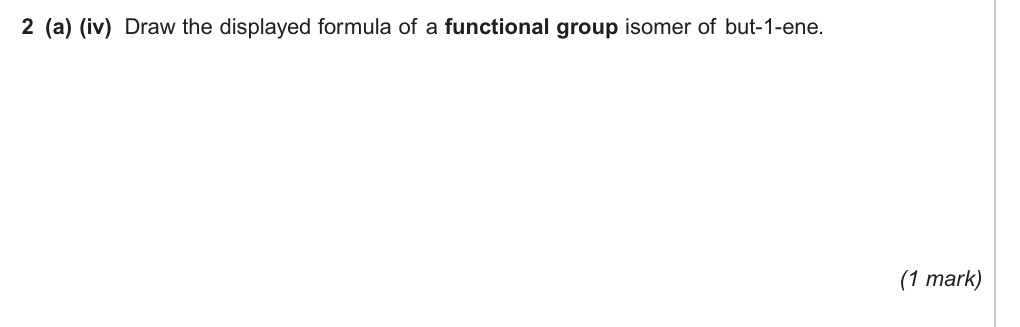 2 (a) (iv) Draw the displayed formula of a functional group isomer of but-1-ene.
(1 mark)